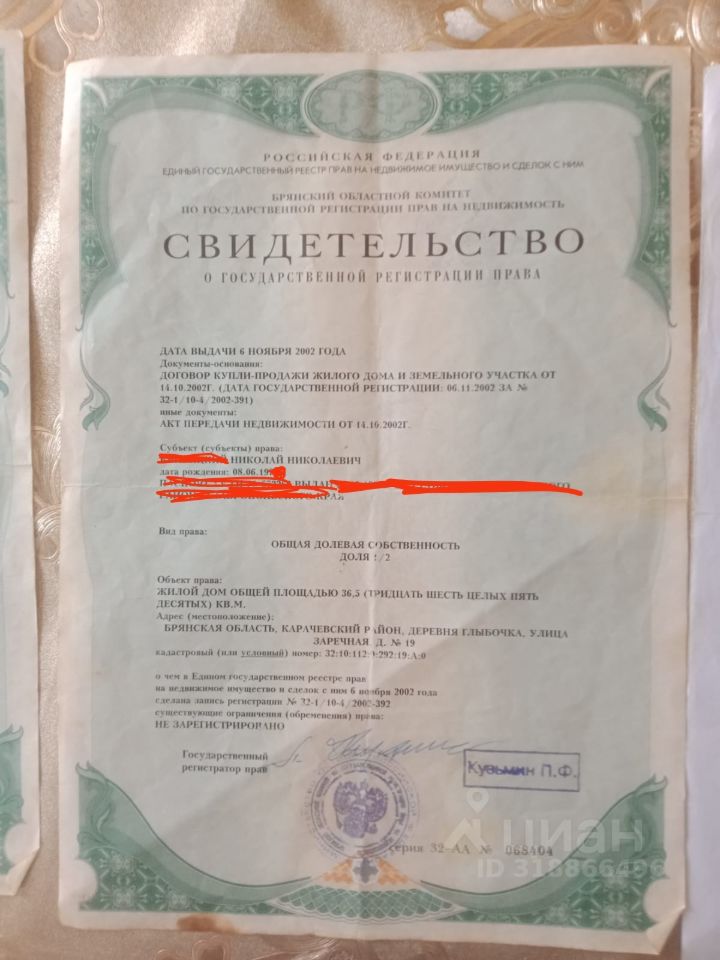 РОССИЙСКАЯ ФЕДЕРАЦИЯ
ЕДИНЫЙ ГОСУДАРСТВЕННЫЙ РЕЕСТР ПРАВ НА НЕДВИЖИМОЕ ИМУЩЕСТВО И СДЕЛОК С НИМ
БРЯНСКИЙ ОБЛАСТНОЙ КОМИТЕТ
ПО ГОСУДАРСТВЕННОЙ РЕГИСТРАЦИИ ПРАВ НА НЕДВИЖИМОСТЬ
СВИДЕТЕЛЬСТВО
О ГОСУДАРСТВЕННОЙ РЕГИСТРАЦИИ ПРАВА
ДАТА ВЫДАЧИ 6 НОЯБРЯ 2002 ГОДА
Документы-основания:
ДОГОВОР КУПЛИ-ПРОДАЖИ ЖИЛОГО ДОМА И ЗЕМЕЛЬНОГО УЧАСТКА ОТ
14.10.2002Г. (ДАТА ГОСУДАРСТВЕННОЙ РЕГИСТРАЦИИ: 06.11.2002 ЗА №
32-1/10-4/2002-391)
иные документы:
АКТ ПЕРЕДАЧИ НЕДВИЖИМОСТИ ОТ 14.10.2002Г.
Субъект (субъекты) права:
НИКОЛАЙ НИКОЛАЕВИЧ
дата рождения: 08.06.19
Вид права:
ОБЩАЯ ДОЛЕВАЯ СОБСТВЕННОСТЬ
ДОЛЯ 1/2
Объект права:
ЖИЛОЙ ДОМ ОБЩЕЙ ПЛОЩАДЬЮ 36,5 (ТРИДЦАТЬ ШЕСТЬ ЦЕЛЫХ ПЯТЬ
ДЕСЯТЫХ) КВ.М.
Адрес (местоположение):
БРЯНСКАЯ ОБЛАСТЬ, КАРАЧЕВСКИЙ РАЙОН, ДЕРЕВНЯ ГЛЫБОЧКА, УЛИЦА
ЗАРЕЧНАЯ, Д. № 19
кадастровый (или условный) номер: 32:10:112:0:292:19:А:0
о чем в Едином государственном реестре прав
на недвижимое имущество и сделок с ним 6 ноября 2002 года
сделана запись регистрации № 32-1/10-4/2002-392
существующие ограничения (обременения) права:
НЕ ЗАРЕГИСТРИРОВАНО
Государственный
регистратор прав
Кузьмин П.Ф.
серия 32-АА № 068404
циан